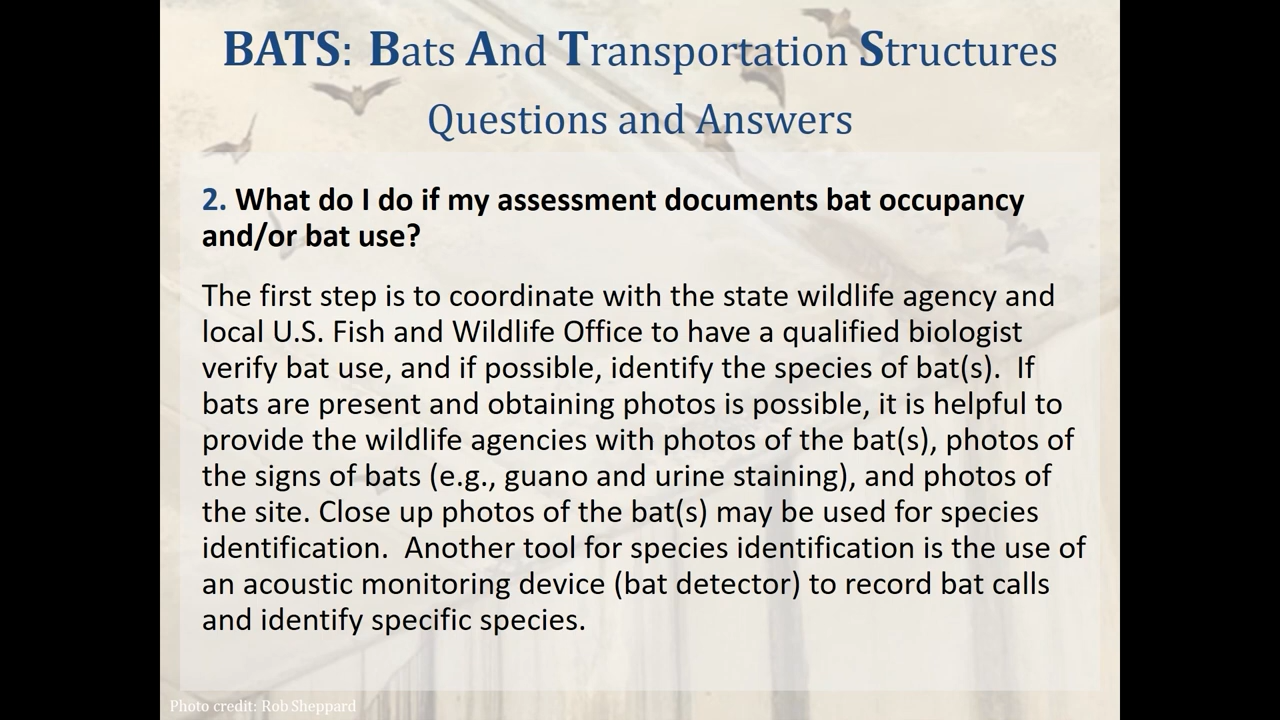 BATS: Bats And Transportation Structures
Questions and Answers
2. What do I do if my assessment documents bat occupancy
and/or bat use?
The first step is to coordinate with the state wildlife agency and
local U.S. Fish and Wildlife Office to have a qualified biologist
verify bat use, and if possible, identify the species of bat(s).  If
bats are present and obtaining photos is possible, it is helpful to
provide the wildlife agencies with photos of the bat(s), photos of
the signs of bats (e.g., guano and urine staining), and photos of
the site. Close up photos of the bat(s) may be used for species
identification.  Another tool for species identification is the use of
an acoustic monitoring device (bat detector) to record bat calls
and identify specific species.
Photo credit: Rob Sheppard